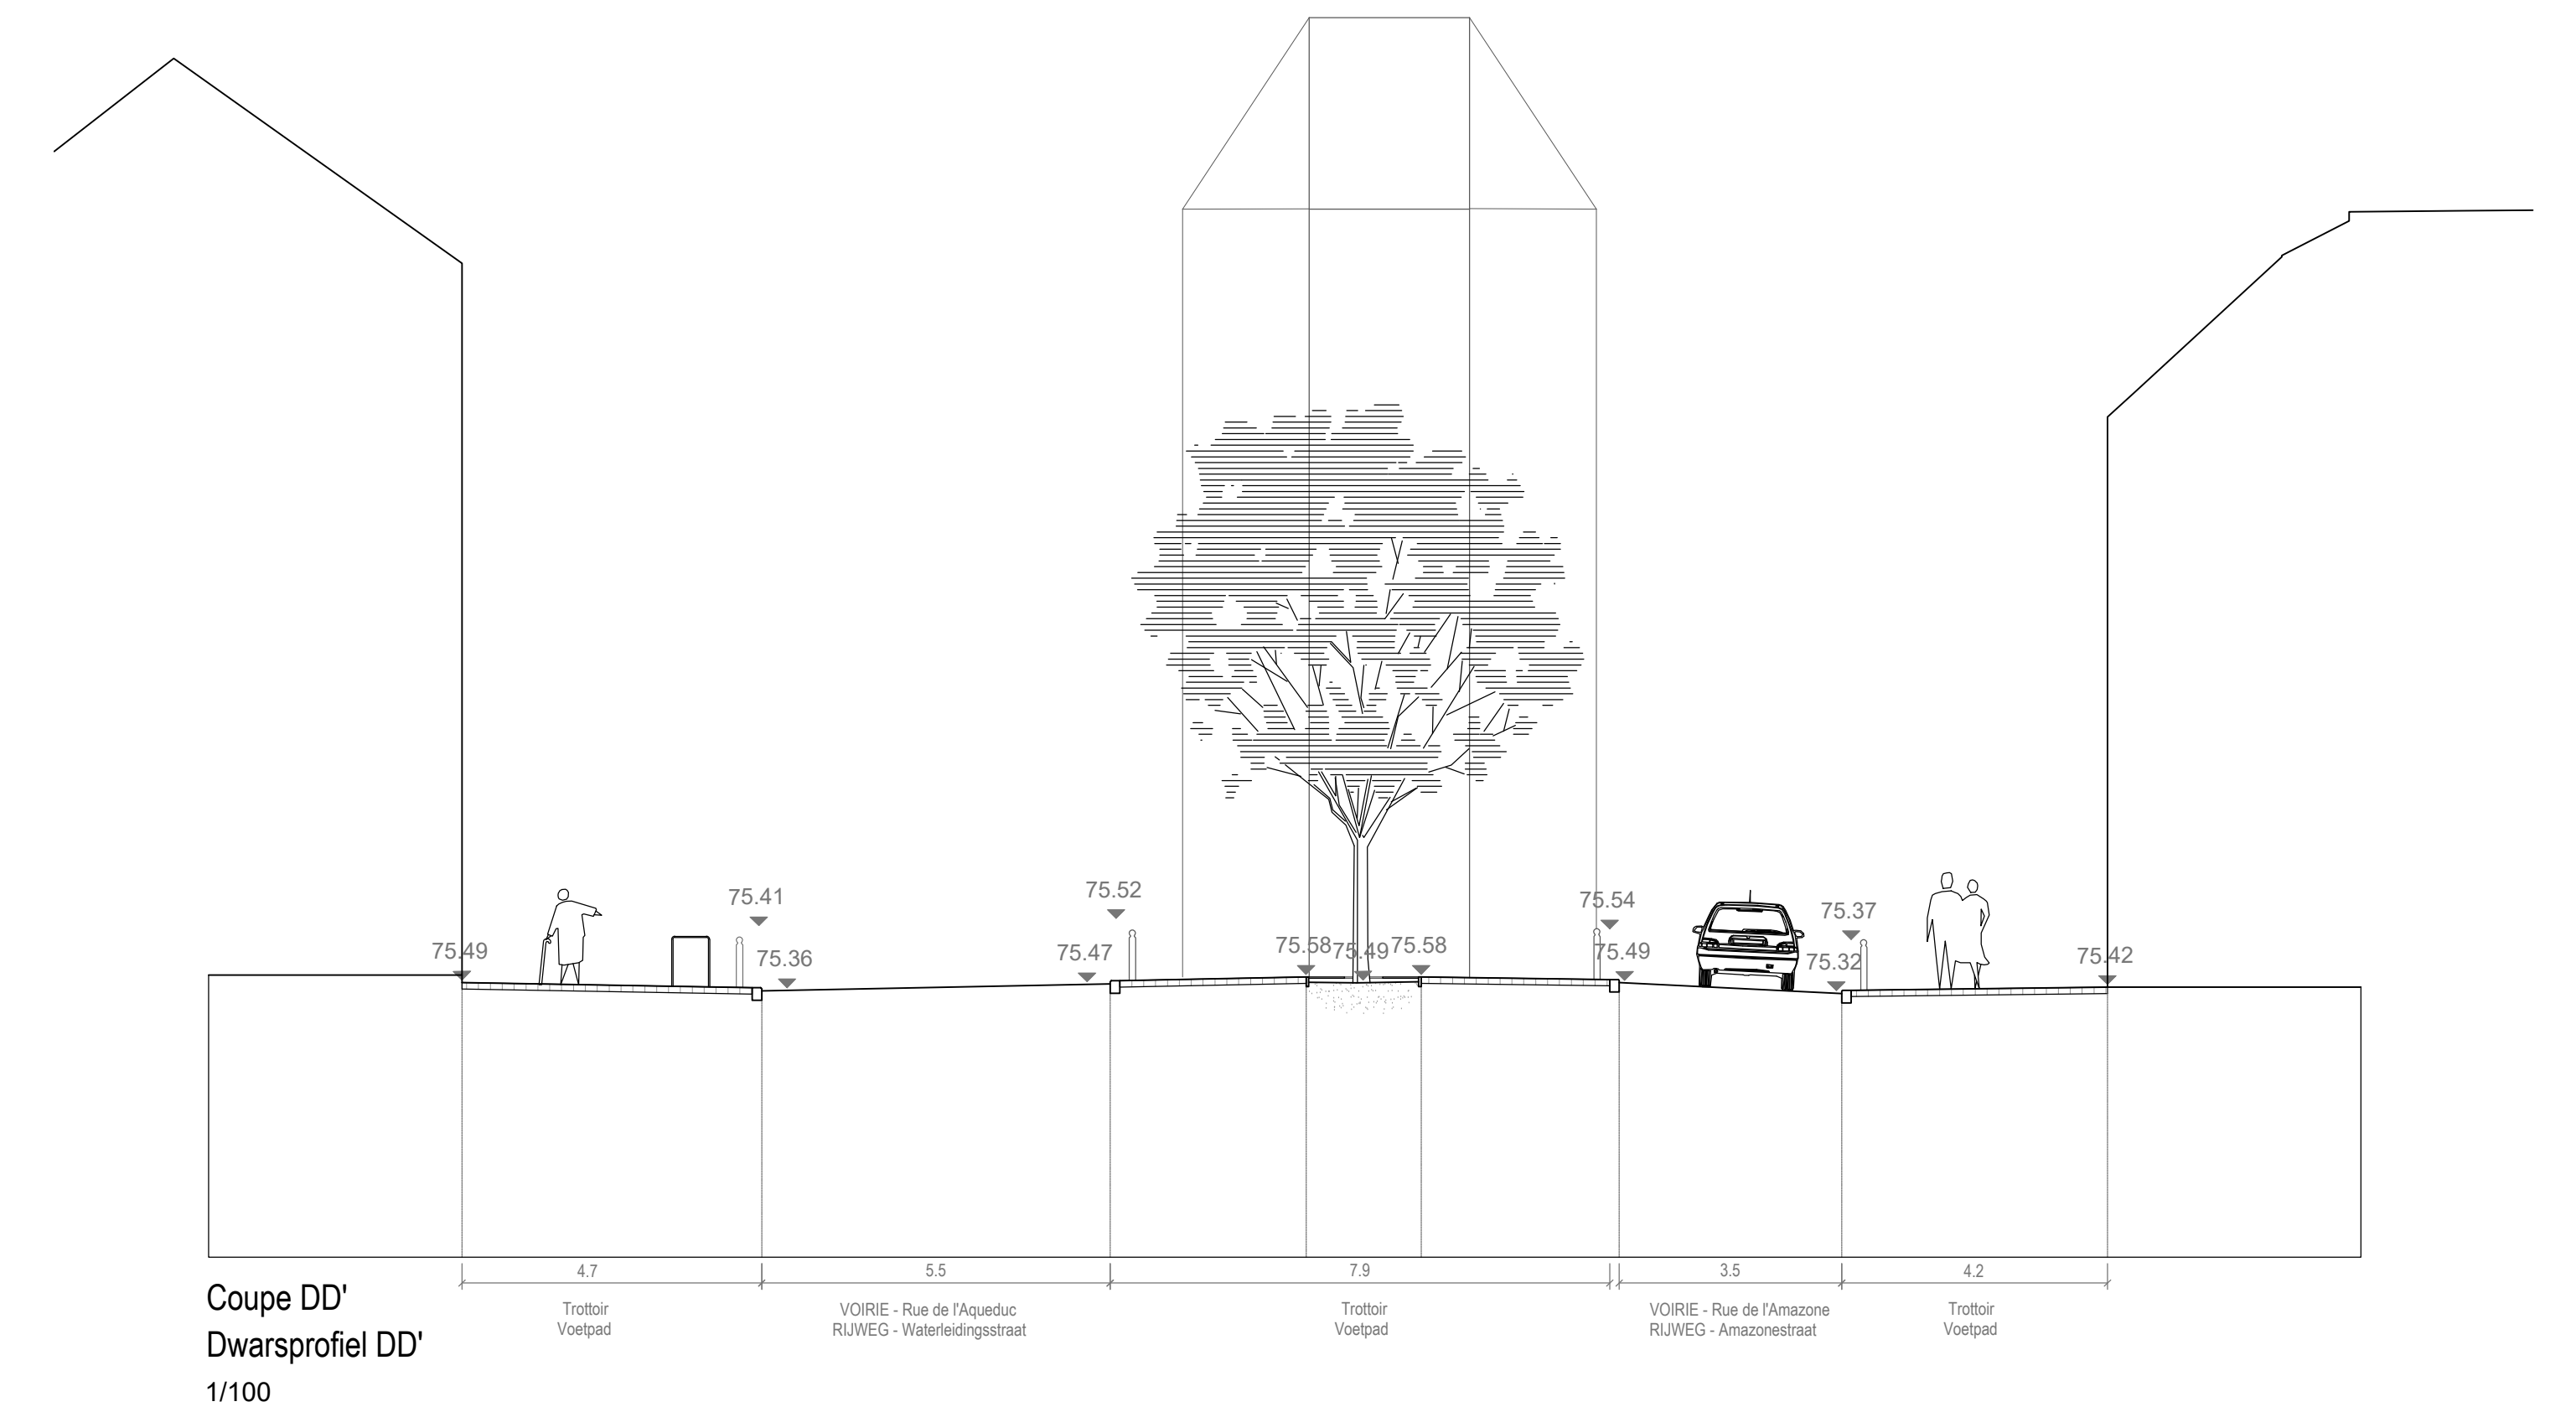 75.49
75.41
75.36
75.47
75.52
75.58
75.49
75.58
75.54
75.49
75.37
75.32
75.42
4.7
5.5
7.9
3.5
4.2
Trottoir
Voetpad
VOIRIE - Rue de l'Aqueduc
RIJWEG - Waterleidingsstraat
Trottoir
Voetpad
VOIRIE - Rue de l'Amazone
RIJWEG - Amazonestraat
Trottoir
Voetpad
Coupe DD'
Dwarsprofiel DD'
1/100